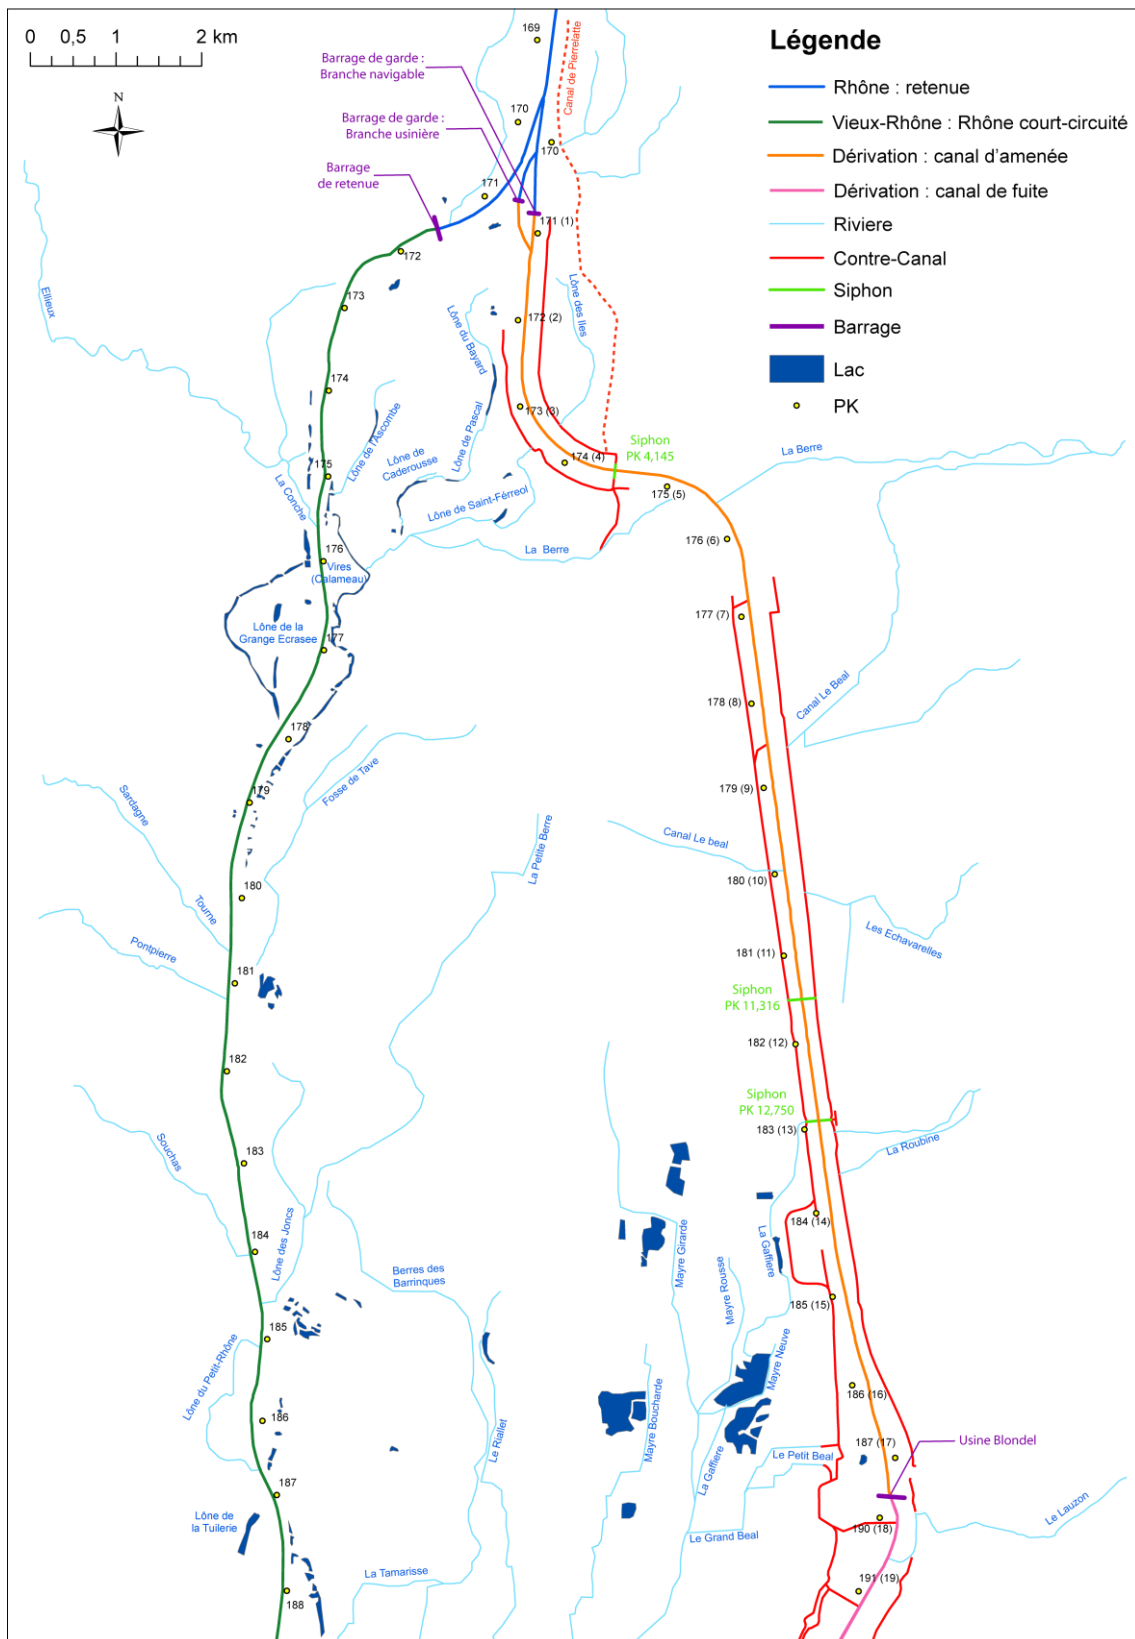 0 0,5 1 2 km
N
Légende
Rhône : retenue
Vieux-Rhône : Rhône court-circuité
Dérivation : canal d'amenée
Dérivation : canal de fuite
Riviere
Contre-Canal
Siphon
Barrage
Lac
PK
Barrage de garde :
Branche navigable
Barrage de garde :
Branche usinière
Barrage
de retenue
Canal de Pierrelatte
169
170
170
171
171 (1)
172
172 (2)
173
173 (3)
174
174 (4)
175
175 (5)
176
176 (6)
177
177 (7)
178
178 (8)
179
179 (9)
180
180 (10)
181
181 (11)
182
182 (12)
183
183 (13)
184
184 (14)
185
185 (15)
186
186 (16)
187
187 (17)
188
190 (18)
191 (19)
Ellieux
Lône du Bayard
Lône des Iles
Lône de Pascal
Lône de l'Ascombe
Lône de
Caderousse
Lône de Saint-Férreol
La Conche
La Berre
La Berre
Siphon
PK 4,145
Vires
(Calameau)
Lône de la
Grange Ecrasee
Canal Le Beal
Fosse de Tave
Sardagne
Tourne
Pontpierre
La Petite Berre
Canal Le beal
Les Echavarelles
Siphon
PK 11,316
Siphon
PK 12,750
La Roubine
Souchas
Lône des Joncs
Berres des
Barrinques
Mayre Girarde
Mayre Rousse
La Gaffiere
Mayre Neuve
Lône du Petit-Rhône
Le Riallet
Mayre Boucharde
La Gaffiere
Le Petit Beal
Le Grand Beal
Usine Blondel
Le Lauzon
Lône de
la Tuilerie
La Tamarisse